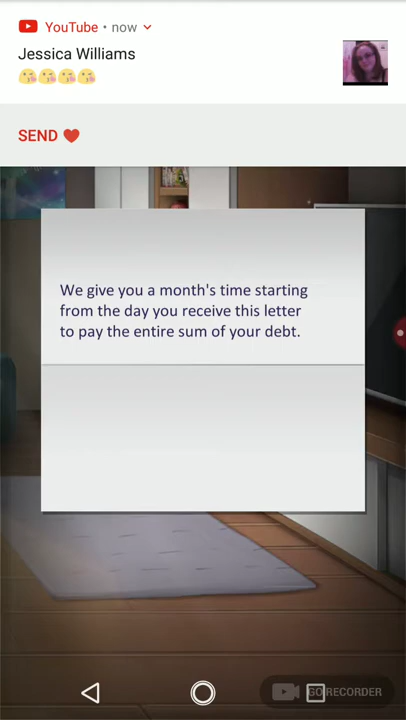 YouTube • now
Jessica Williams
😘😘😘😘
SEND ❤
We give you a month's time starting
from the day you receive this letter
to pay the entire sum of your debt.
GO RECORDER